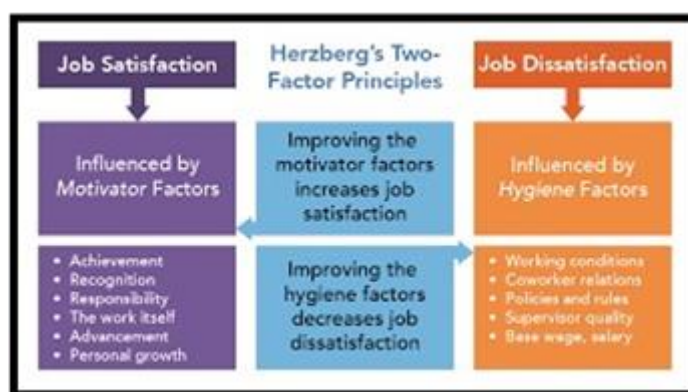 Job Satisfaction
Herzberg's Two-
Factor Principles
Job Dissatisfaction
Influenced by
Motivator Factors
Improving the
motivator factors
increases job
satisfaction
Influenced by
Hygiene Factors
• Achievement
• Recognition
• Responsibility
• The work itself
• Advancement
• Personal growth
Improving the
hygiene factors
decreases job
dissatisfaction
• Working conditions
• Coworker relations
• Policies and rules
• Supervisor quality
• Base wage, salary